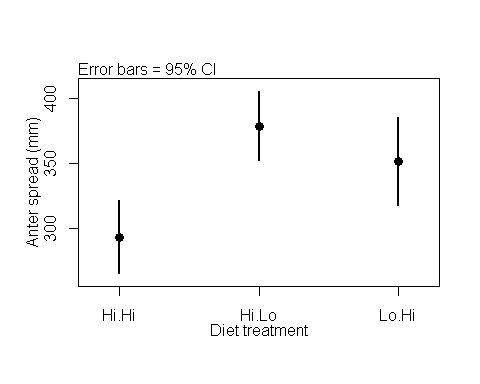 Error bars = 95% CI
Anter spread (mm)
400
350
300
Hi.Hi
Hi.Lo
Lo.Hi
Diet treatment